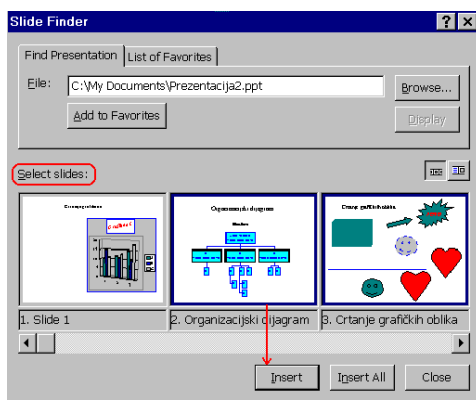 Slide Finder
Find Presentation
List of Favorites
File:
C:\My Documents\Prezentacija2.ppt
Browse...
Add to Favorites
Display
Select slides:
Organizacijski dijagram
Crtanje grafičkih oblika
1. Slide 1
2. Organizacijski dijagram
3. Crtanje grafičkih oblika
Insert
Insert All
Close